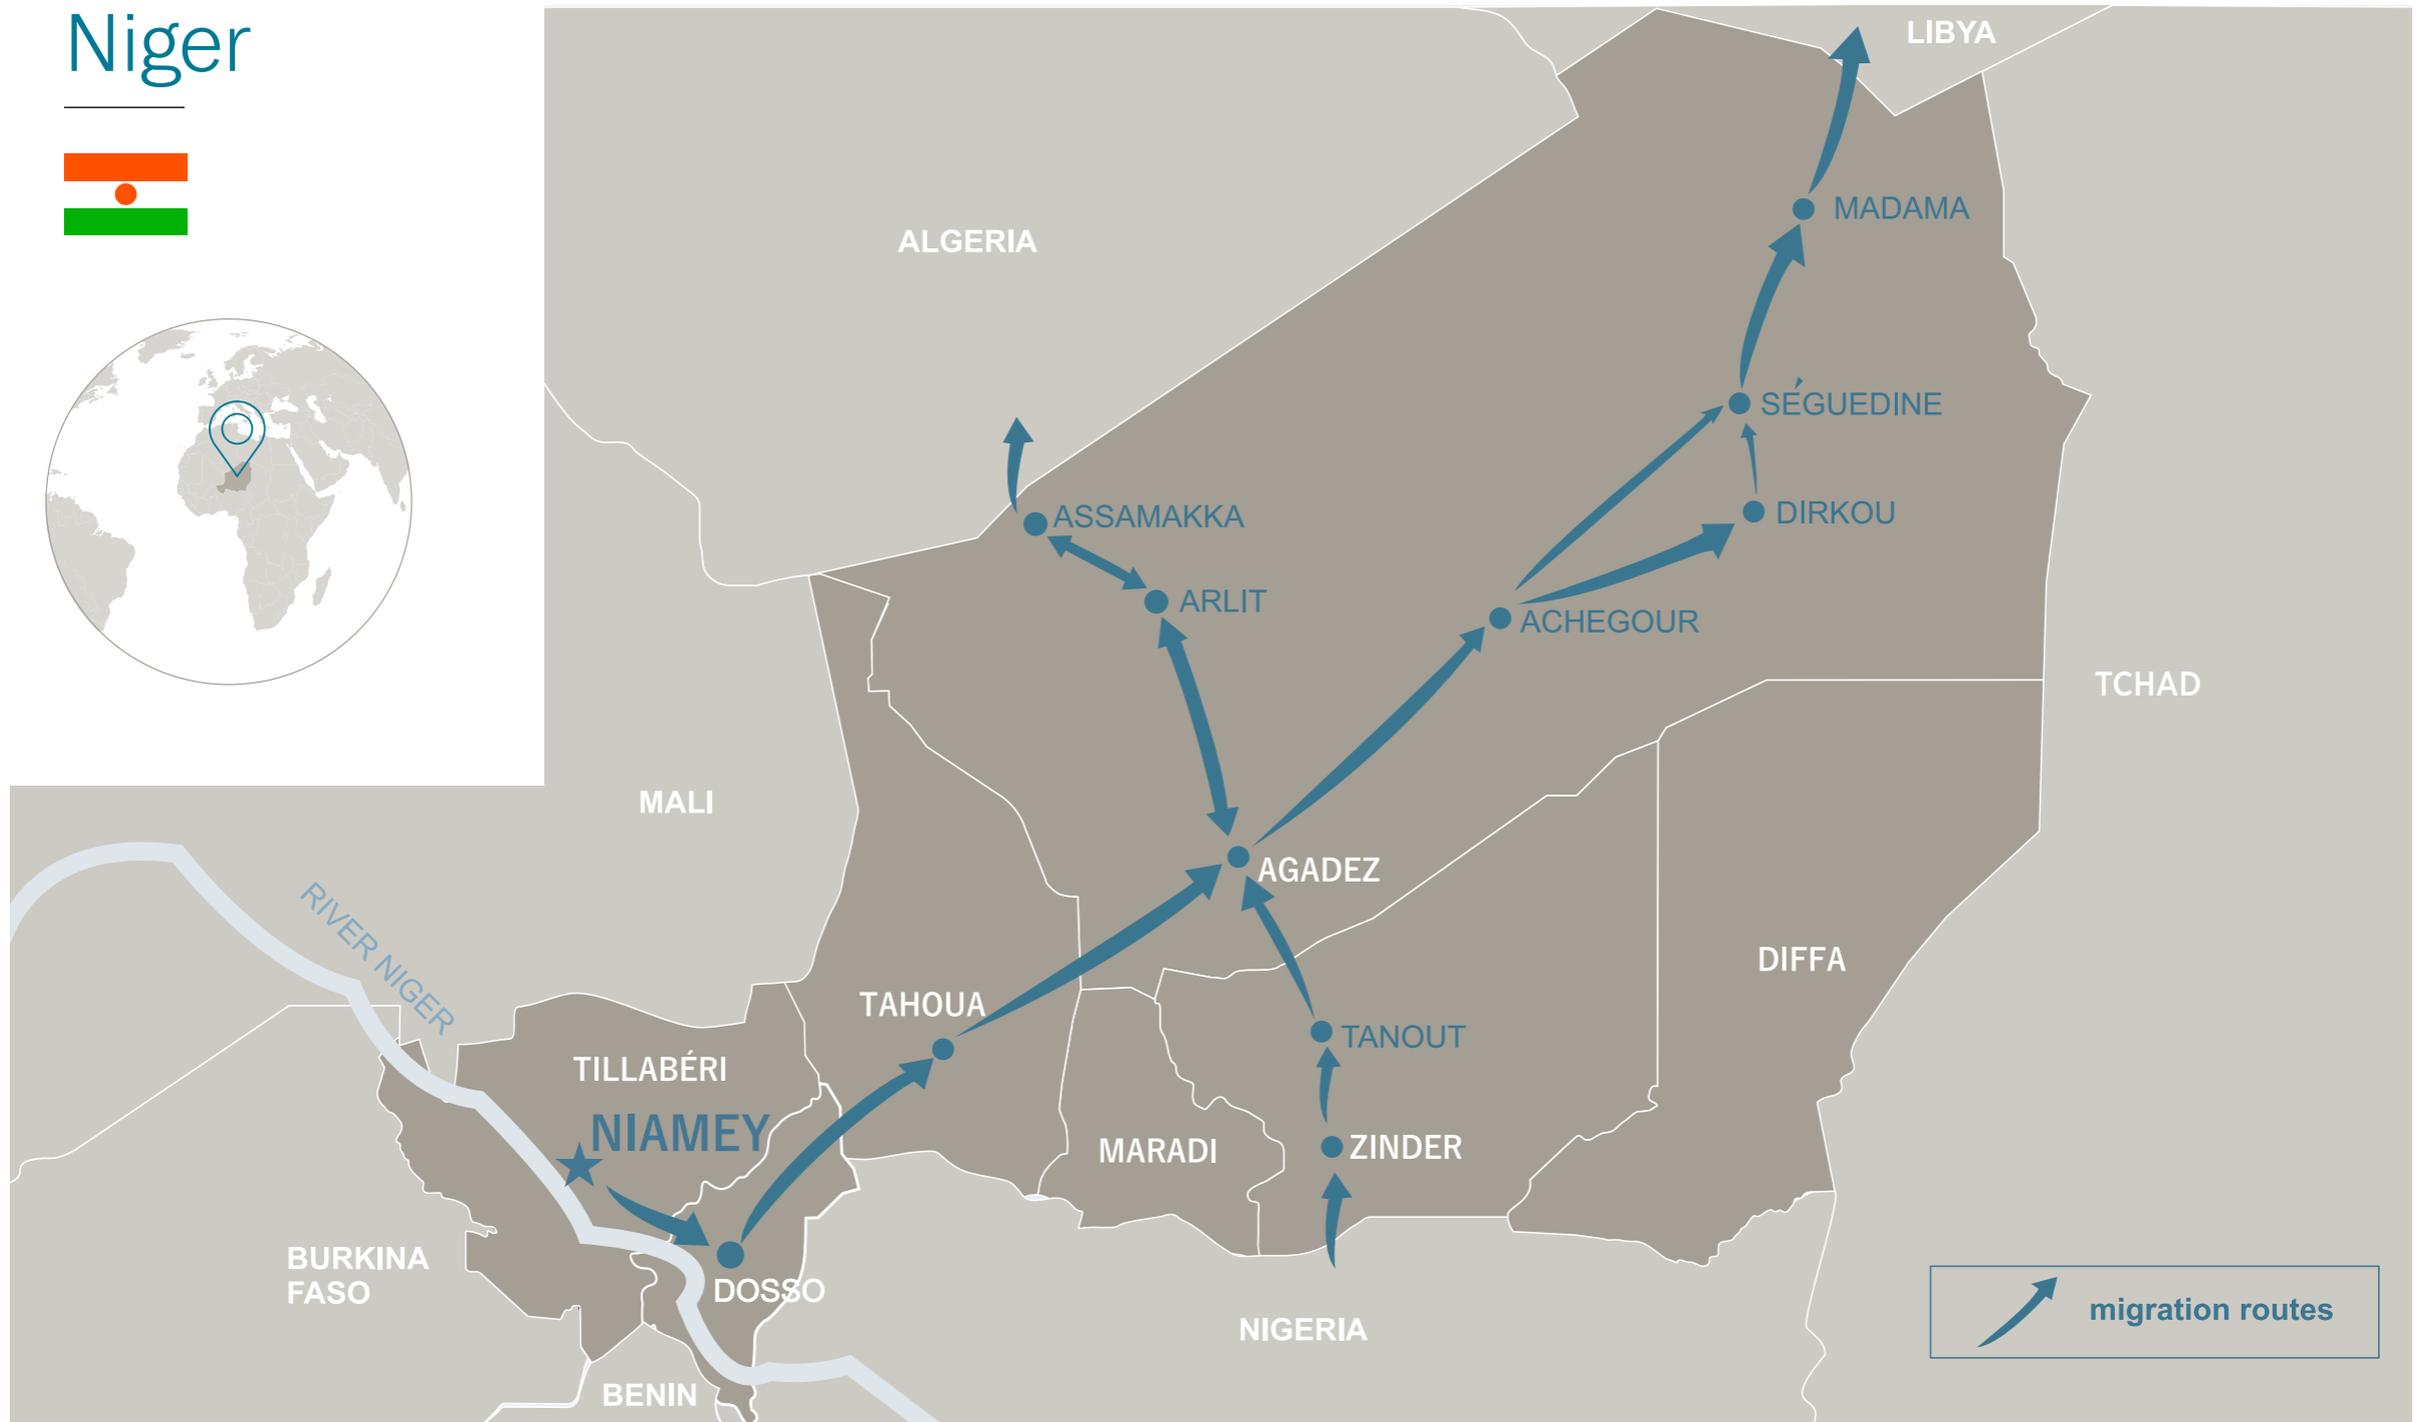 Niger
LIBYA
MADAMA
ALGERIA
SÉGUEDINE
ASSAMAKKA
DIRKOU
ARLIT
ACHEGOUR
TCHAD
MALI
AGADEZ
RIVER NIGER
DIFFA
TAHOUA
TANOUT
TILLABÉRI
NIAMEY
MARADI
ZINDER
BURKINA
FASO
DOSSO
NIGERIA
migration routes
BENIN